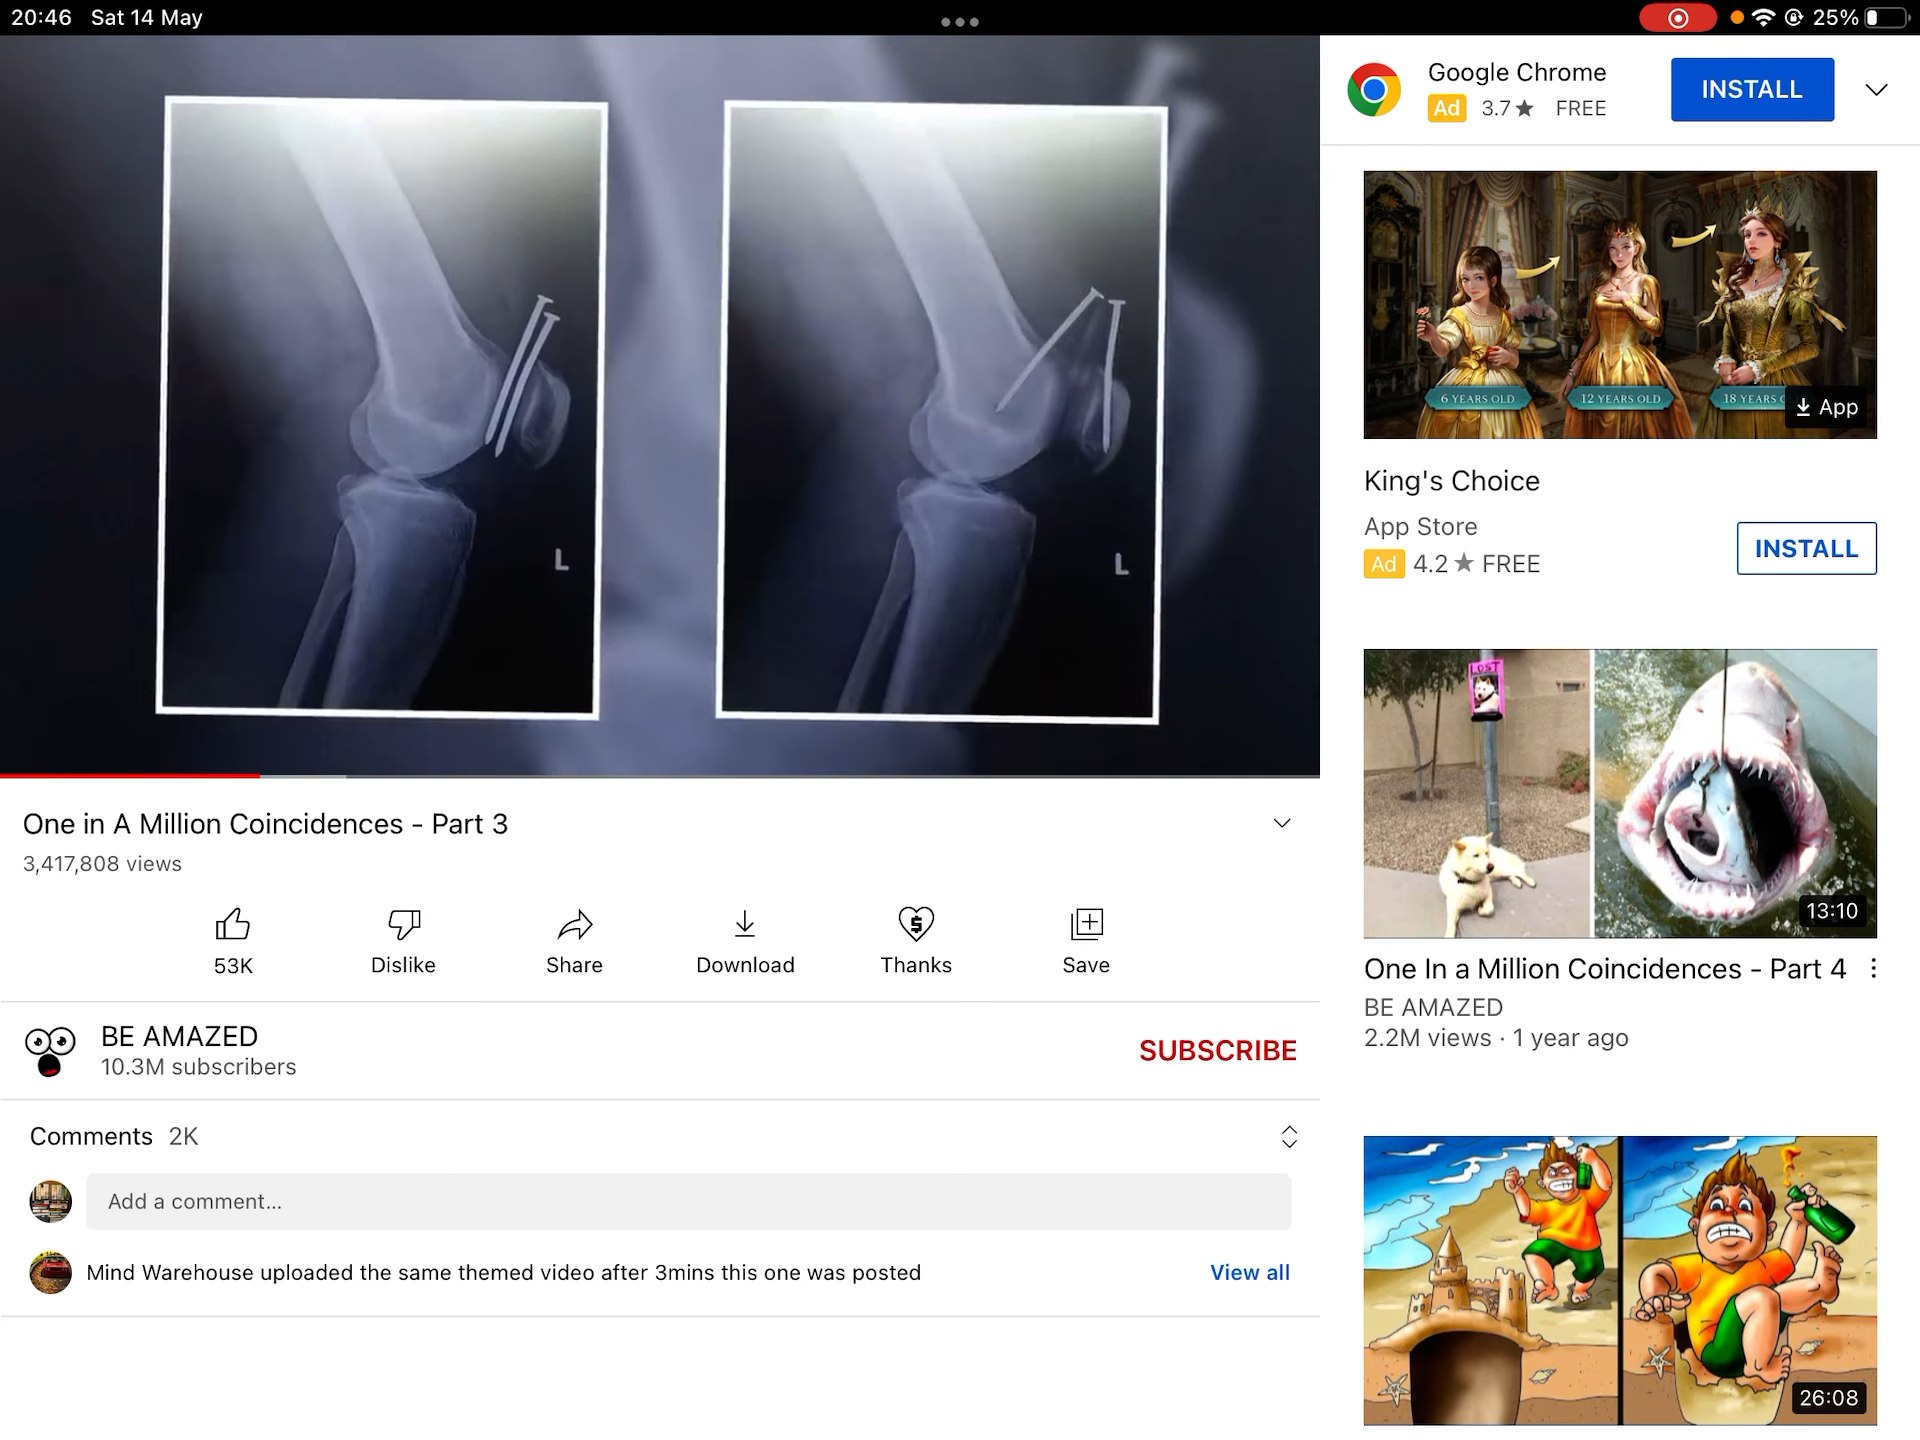 20:46 Sat 14 May
25%
L
L
One in A Million Coincidences - Part 3
3,417,808 views
53K
Dislike
Share
Download
Thanks
Save
BE AMAZED
10.3M subscribers
SUBSCRIBE
Comments 2K
Add a comment...
Mind Warehouse uploaded the same themed video after 3mins this one was posted
View all
Google Chrome
Ad 3.7★ FREE
INSTALL
6 YEARS OLD
12 YEARS OLD
18 YEARS
App
King's Choice
App Store
Ad 4.2 ★ FREE
INSTALL
LOST
13:10
One In a Million Coincidences - Part 4
BE AMAZED
2.2M views · 1 year ago
26:08